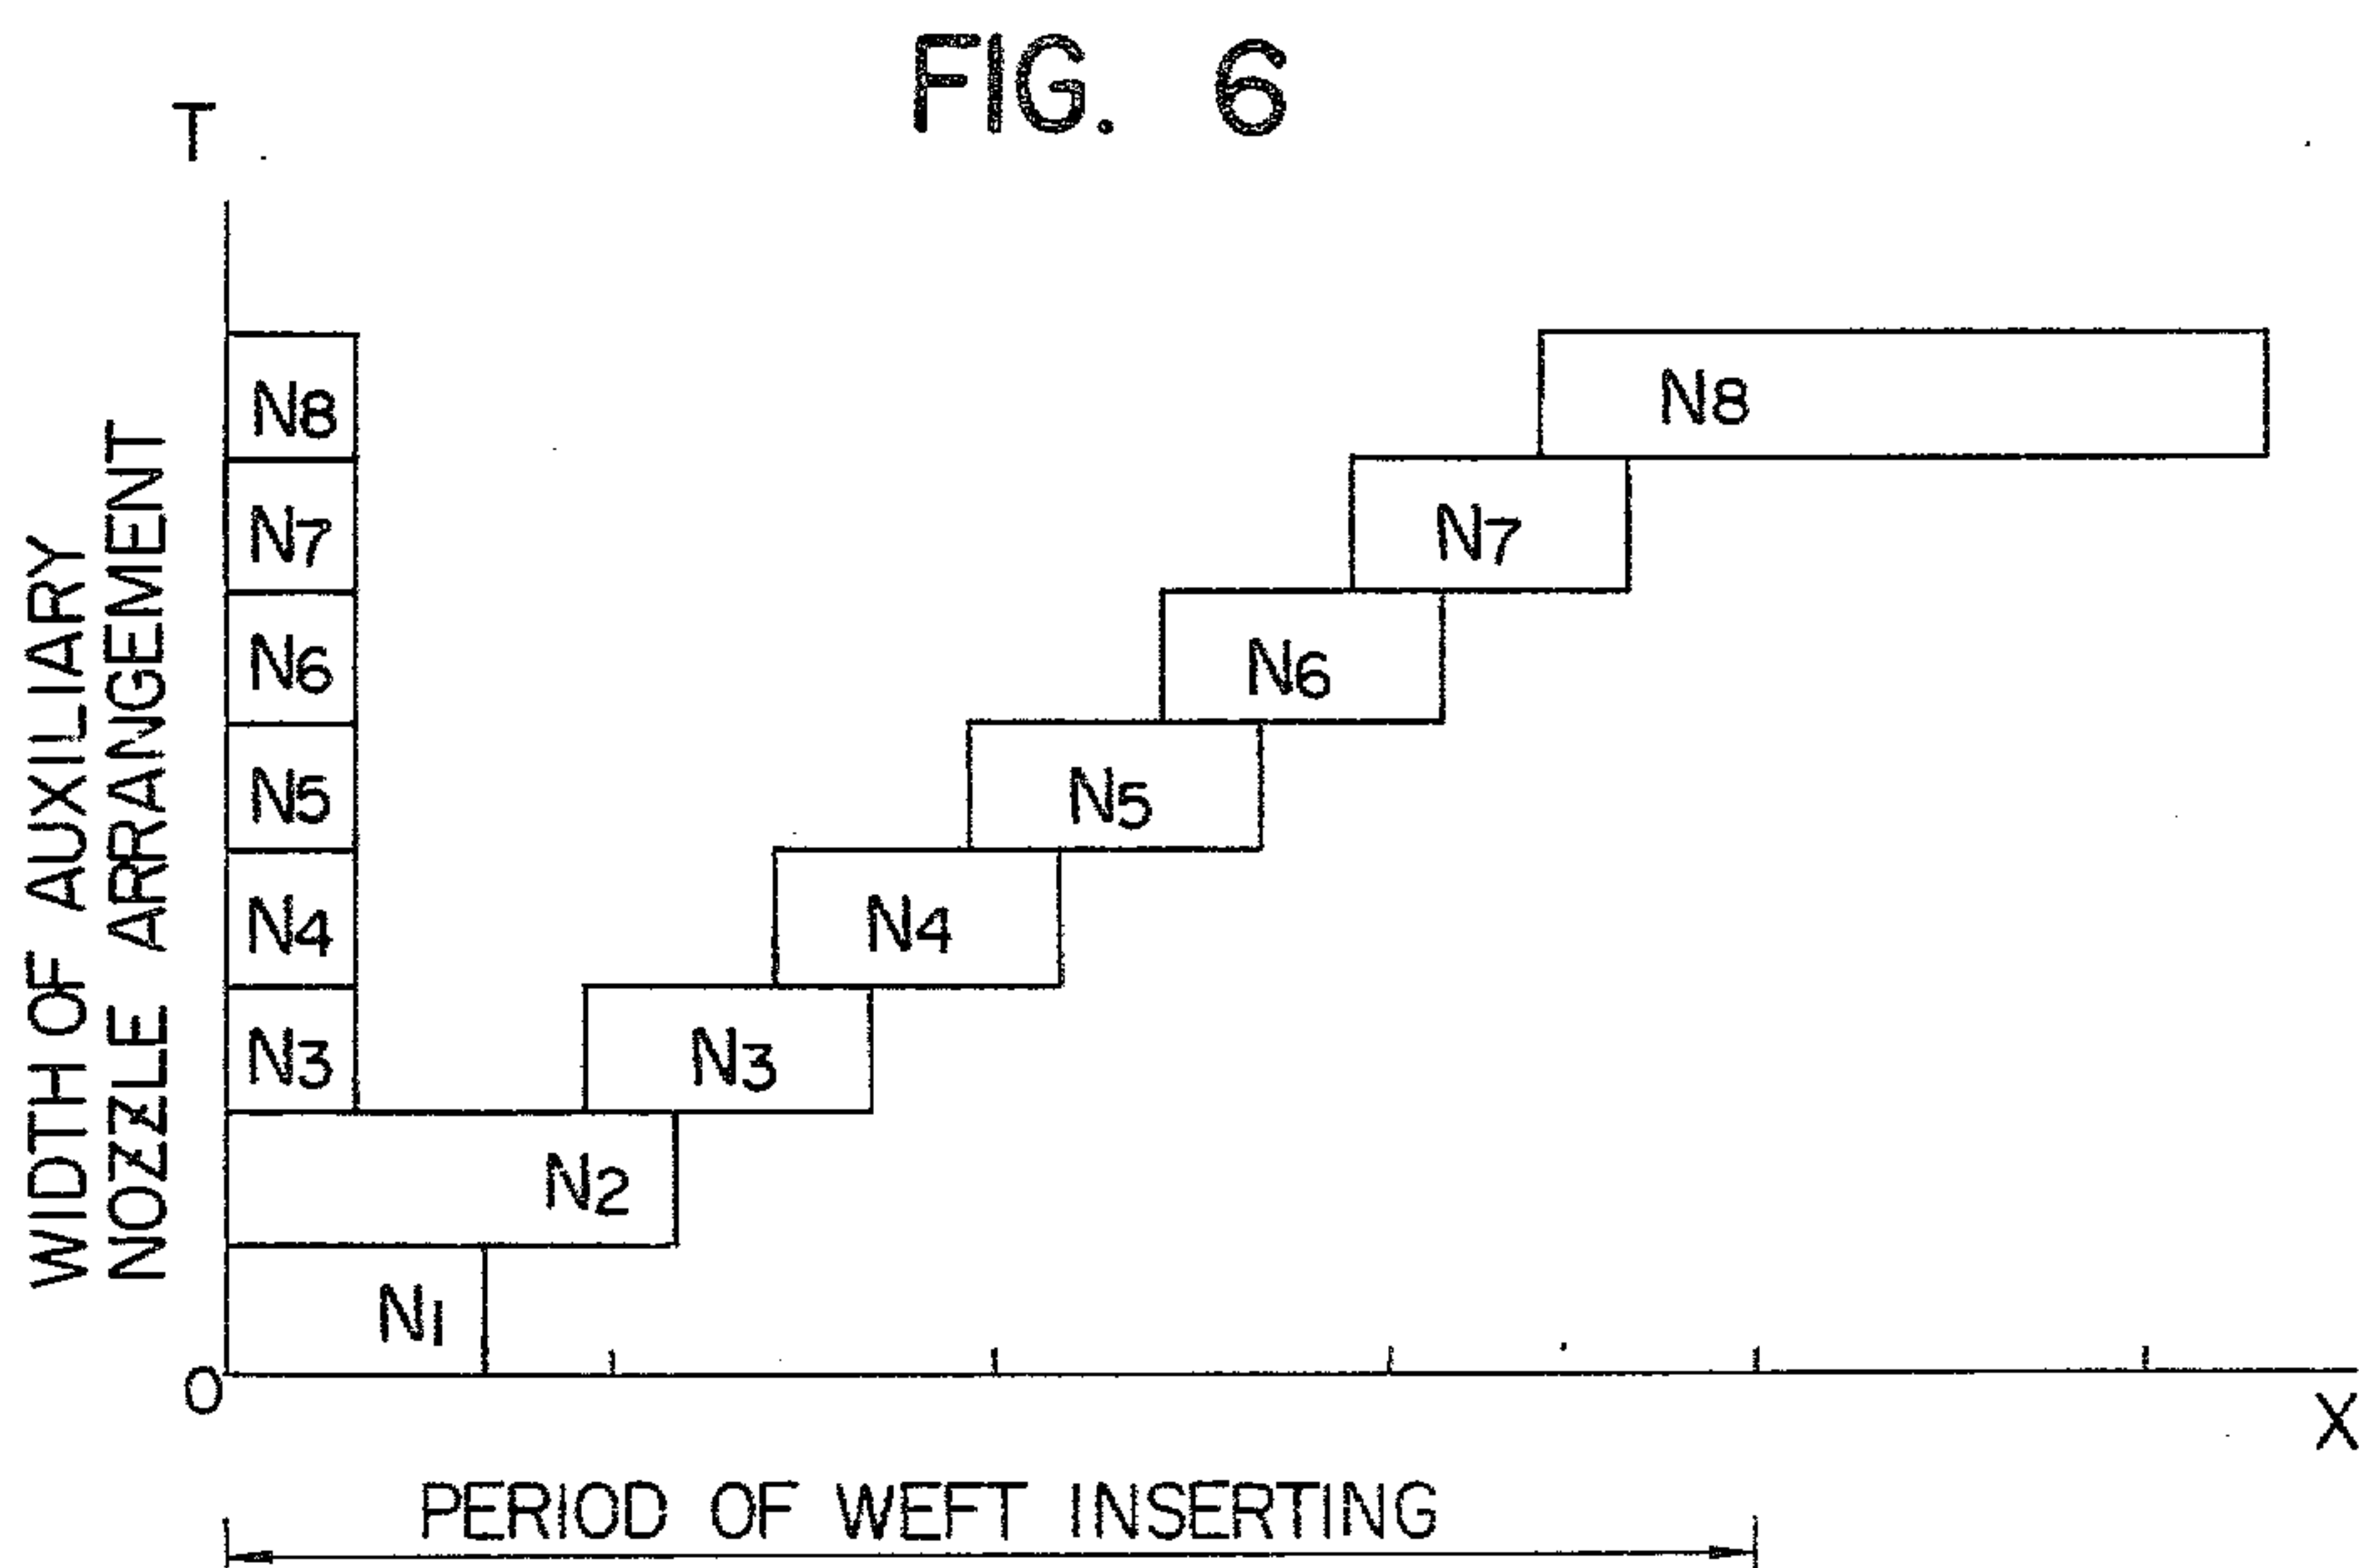 FIG. 6
T
WIDTH OF AUXILIARY
NOZZLE ARRANGEMENT
N8
N8
N7
N7
N6
N6
N5
N5
N4
N4
N3
N3
N2
N1
O
X
PERIOD OF WEFT INSERTING